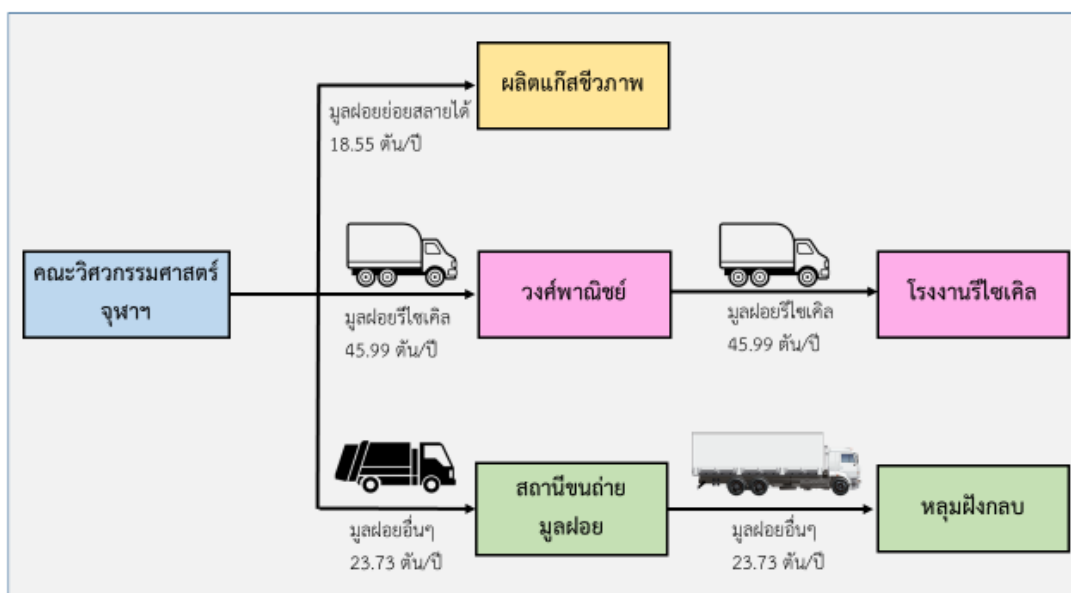 ผลิตแก๊สชีวภาพ
มูลฝอยย่อยสลายได้
18.55 ตัน/ปี
คณะวิศวกรรมศาสตร์
จุฬาฯ
วงศ์พาณิชย์
โรงงานรีไซเคิล
มูลฝอยรีไซเคิล
45.99 ตัน/ปี
มูลฝอยรีไซเคิล
45.99 ตัน/ปี
สถานีขนถ่าย
มูลฝอย
หลุมฝังกลบ
มูลฝอยอื่นๆ
23.73 ตัน/ปี
มูลฝอยอื่นๆ
23.73 ตัน/ปี